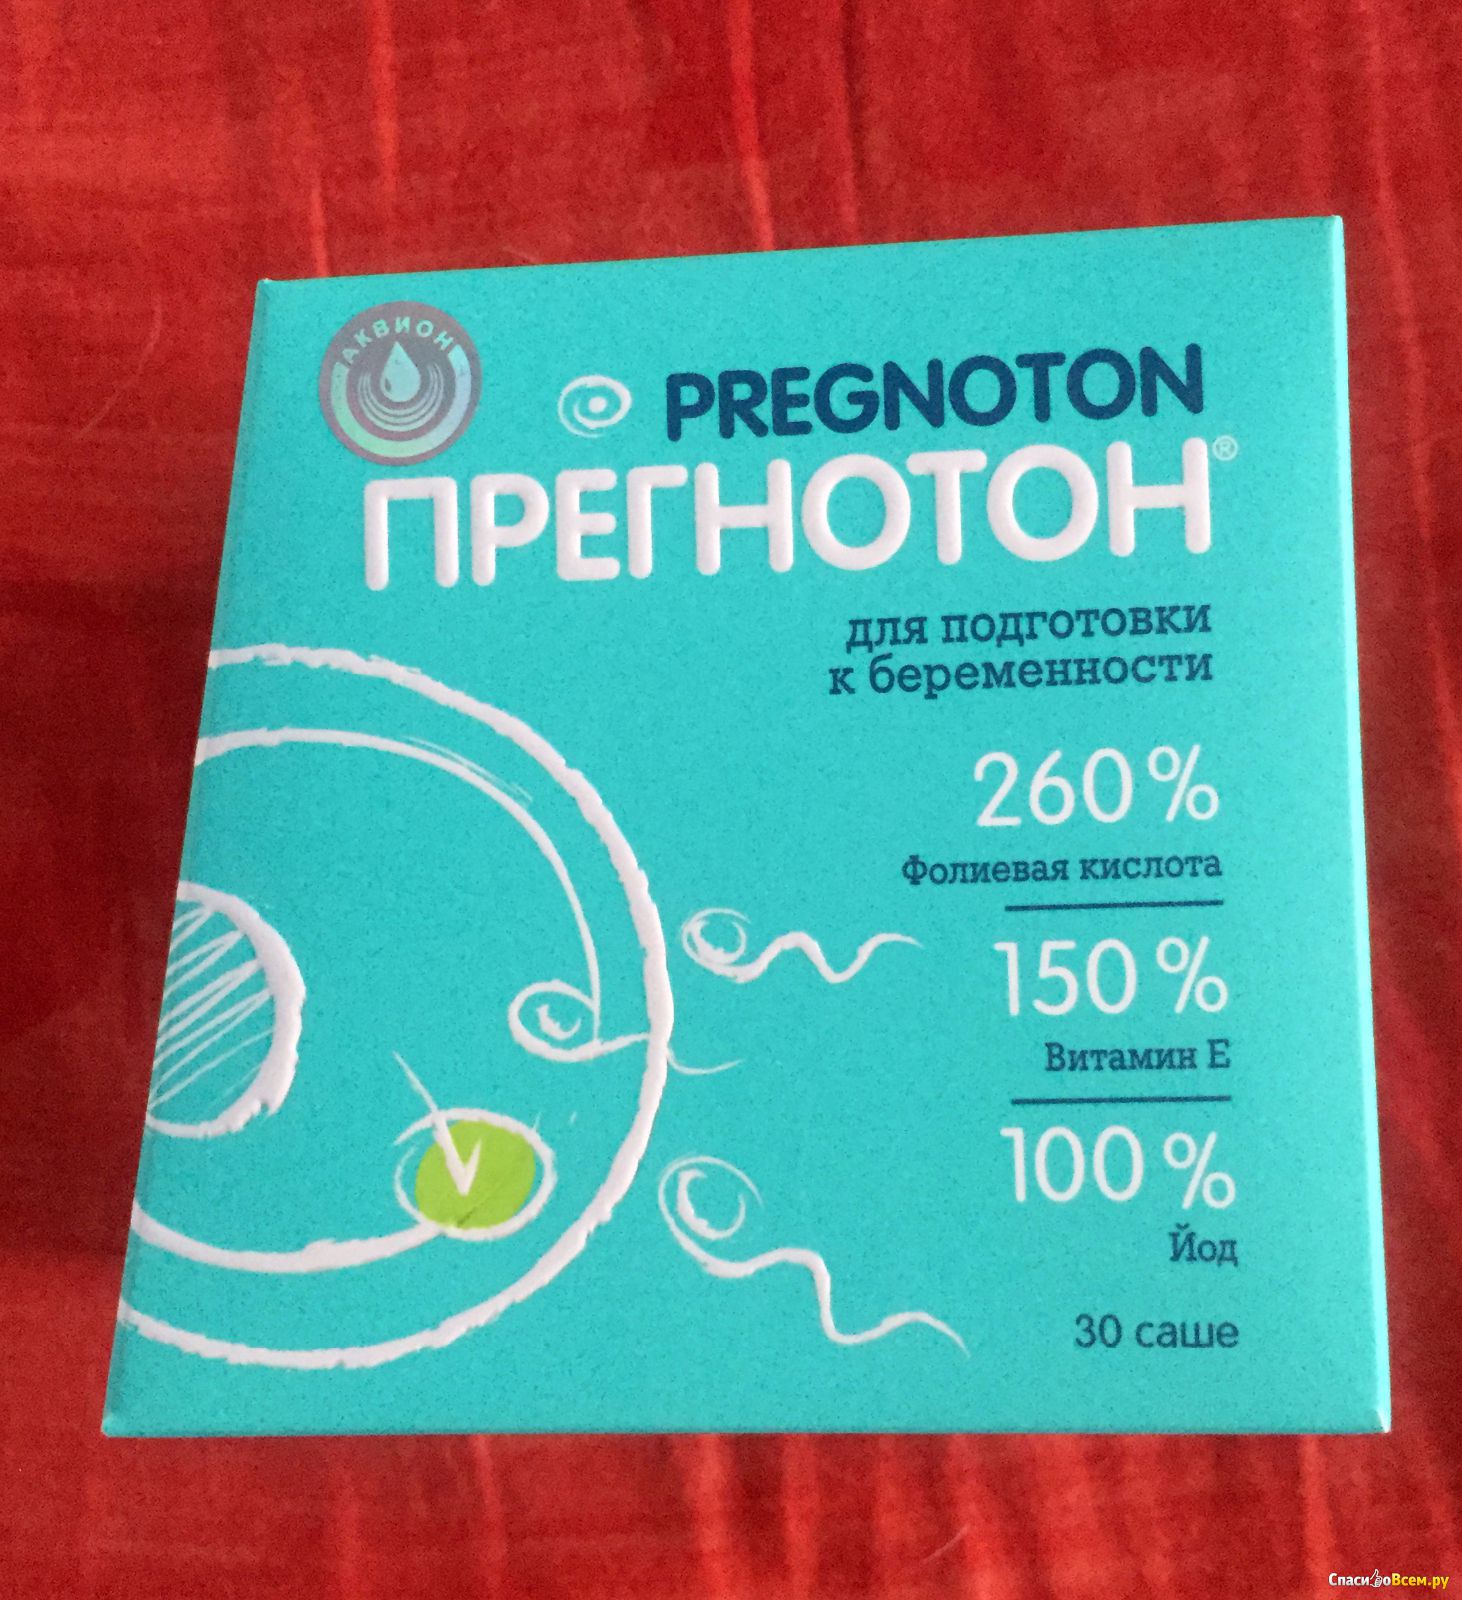 АКВИОН
PREGNOTON
ПРЕГНОТОН®
для подготовки
к беременности
260 %
Фолиевая кислота
150 %
Витамин Е
100 %
Йод
30 саше
СпасибоВсем.ру